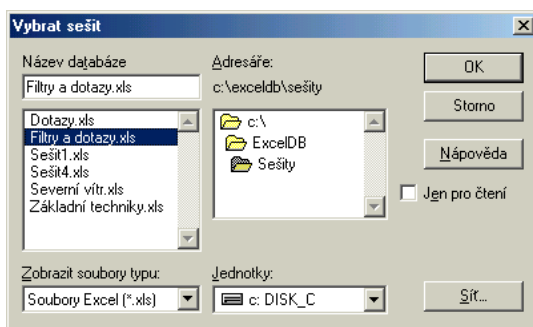 Vybrat sešit
Název databáze
Filtry a dotazy.xls
Dotazy.xls
Filtry a dotazy.xls
Sešit1.xls
Sešit4.xls
Severní vítr.xls
Základní techniky.xls
Zobrazit soubory typu:
Soubory Excel (*.xls)
Adresáře:
c:\exceldb\sešity
c:\
ExcelDB
Sešity
Jednotky:
c: DISK_C
OK
Storno
Nápověda
Jen pro čtení
Síť...